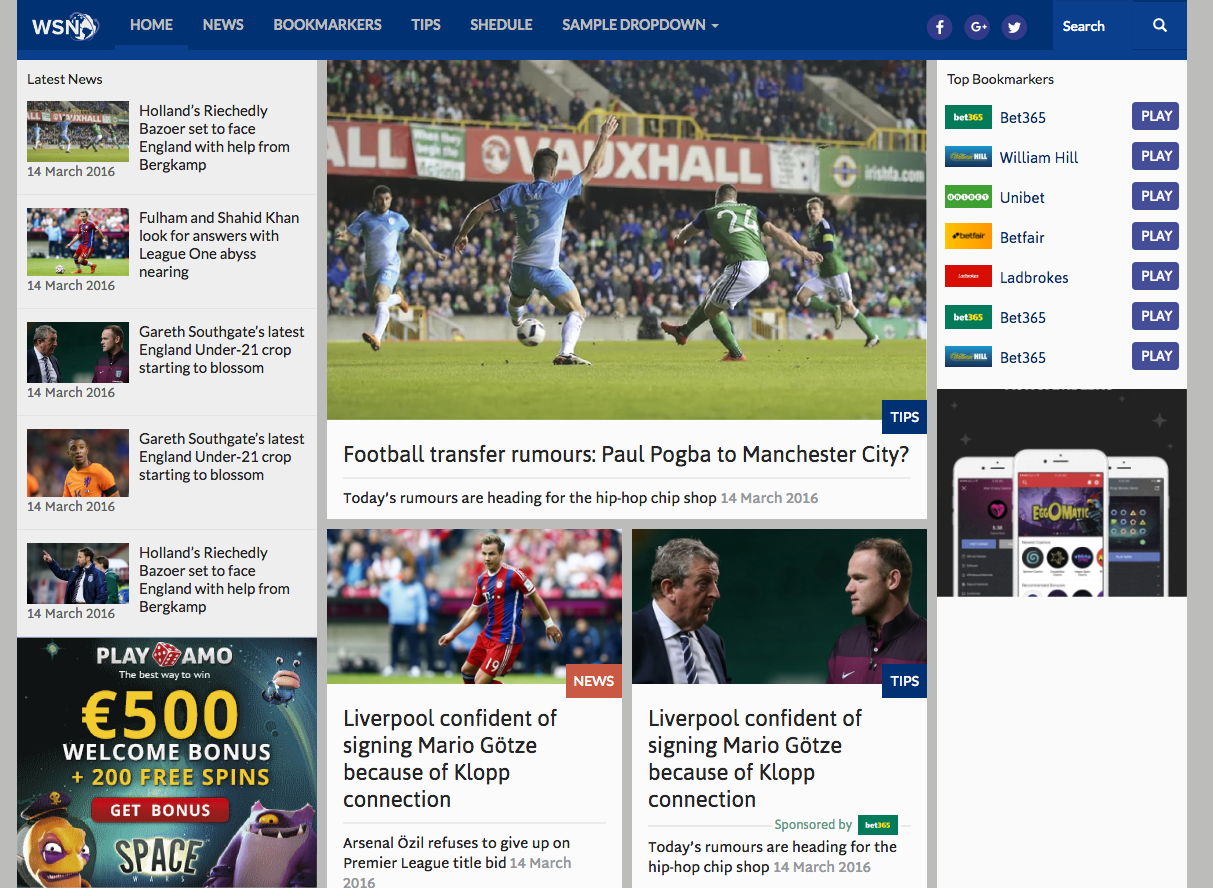 WSN
HOME
NEWS
BOOKMARKERS
TIPS
SHEDULE
SAMPLE DROPDOWN
Search
Latest News
Holland's Riechedly
Bazoer set to face
England with help from
Bergkamp
14 March 2016
Fulham and Shahid Khan
look for answers with
League One abyss
nearing
14 March 2016
Gareth Southgate's latest
England Under-21 crop
starting to blossom
14 March 2016
Gareth Southgate's latest
England Under-21 crop
starting to blossom
14 March 2016
Holland's Riechedly
Bazoer set to face
England with help from
Bergkamp
14 March 2016
PLAY AMO
The best way to win
€500
WELCOME BONUS
+ 200 FREE SPINS
GET BONUS
SPACE
WARS
When they
begin the
VAUXHALL
irishfa.com
5
24
TIPS
Football transfer rumours: Paul Pogba to Manchester City?
Today's rumours are heading for the hip-hop chip shop 14 March 2016
19
NEWS
Liverpool confident of
signing Mario Götze
because of Klopp
connection
Arsenal Özil refuses to give up on
Premier League title bid 14 March
2016
TIPS
Liverpool confident of
signing Mario Götze
because of Klopp
connection
Sponsored by bet365
Today's rumours are heading for the
hip-hop chip shop 14 March 2016
Top Bookmarkers
bet365 Bet365 PLAY
William HILL William Hill PLAY
UNIBET Unibet PLAY
betfair Betfair PLAY
Ladbrokes Ladbrokes PLAY
bet365 Bet365 PLAY
William HILL Bet365 PLAY
EGGOMATIC